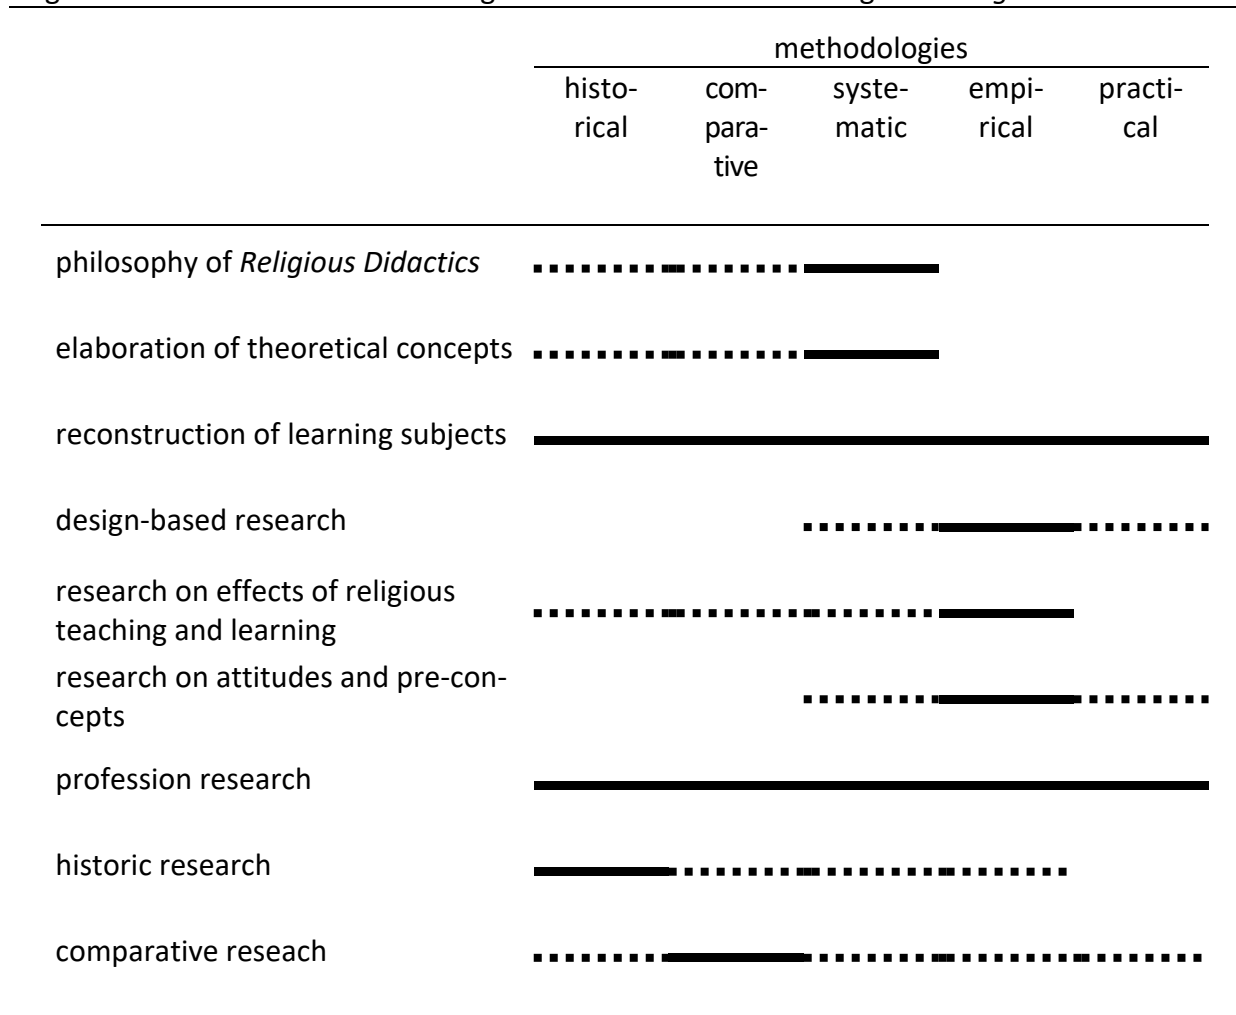 methodologies
histo- com- syste- empi- practi-
rical para- matic rical cal
tive
philosophy of Religious Didactics
elaboration of theoretical concepts
reconstruction of learning subjects
design-based research
research on effects of religious
teaching and learning
research on attitudes and pre-con-
cepts
profession research
historic research
comparative reseach